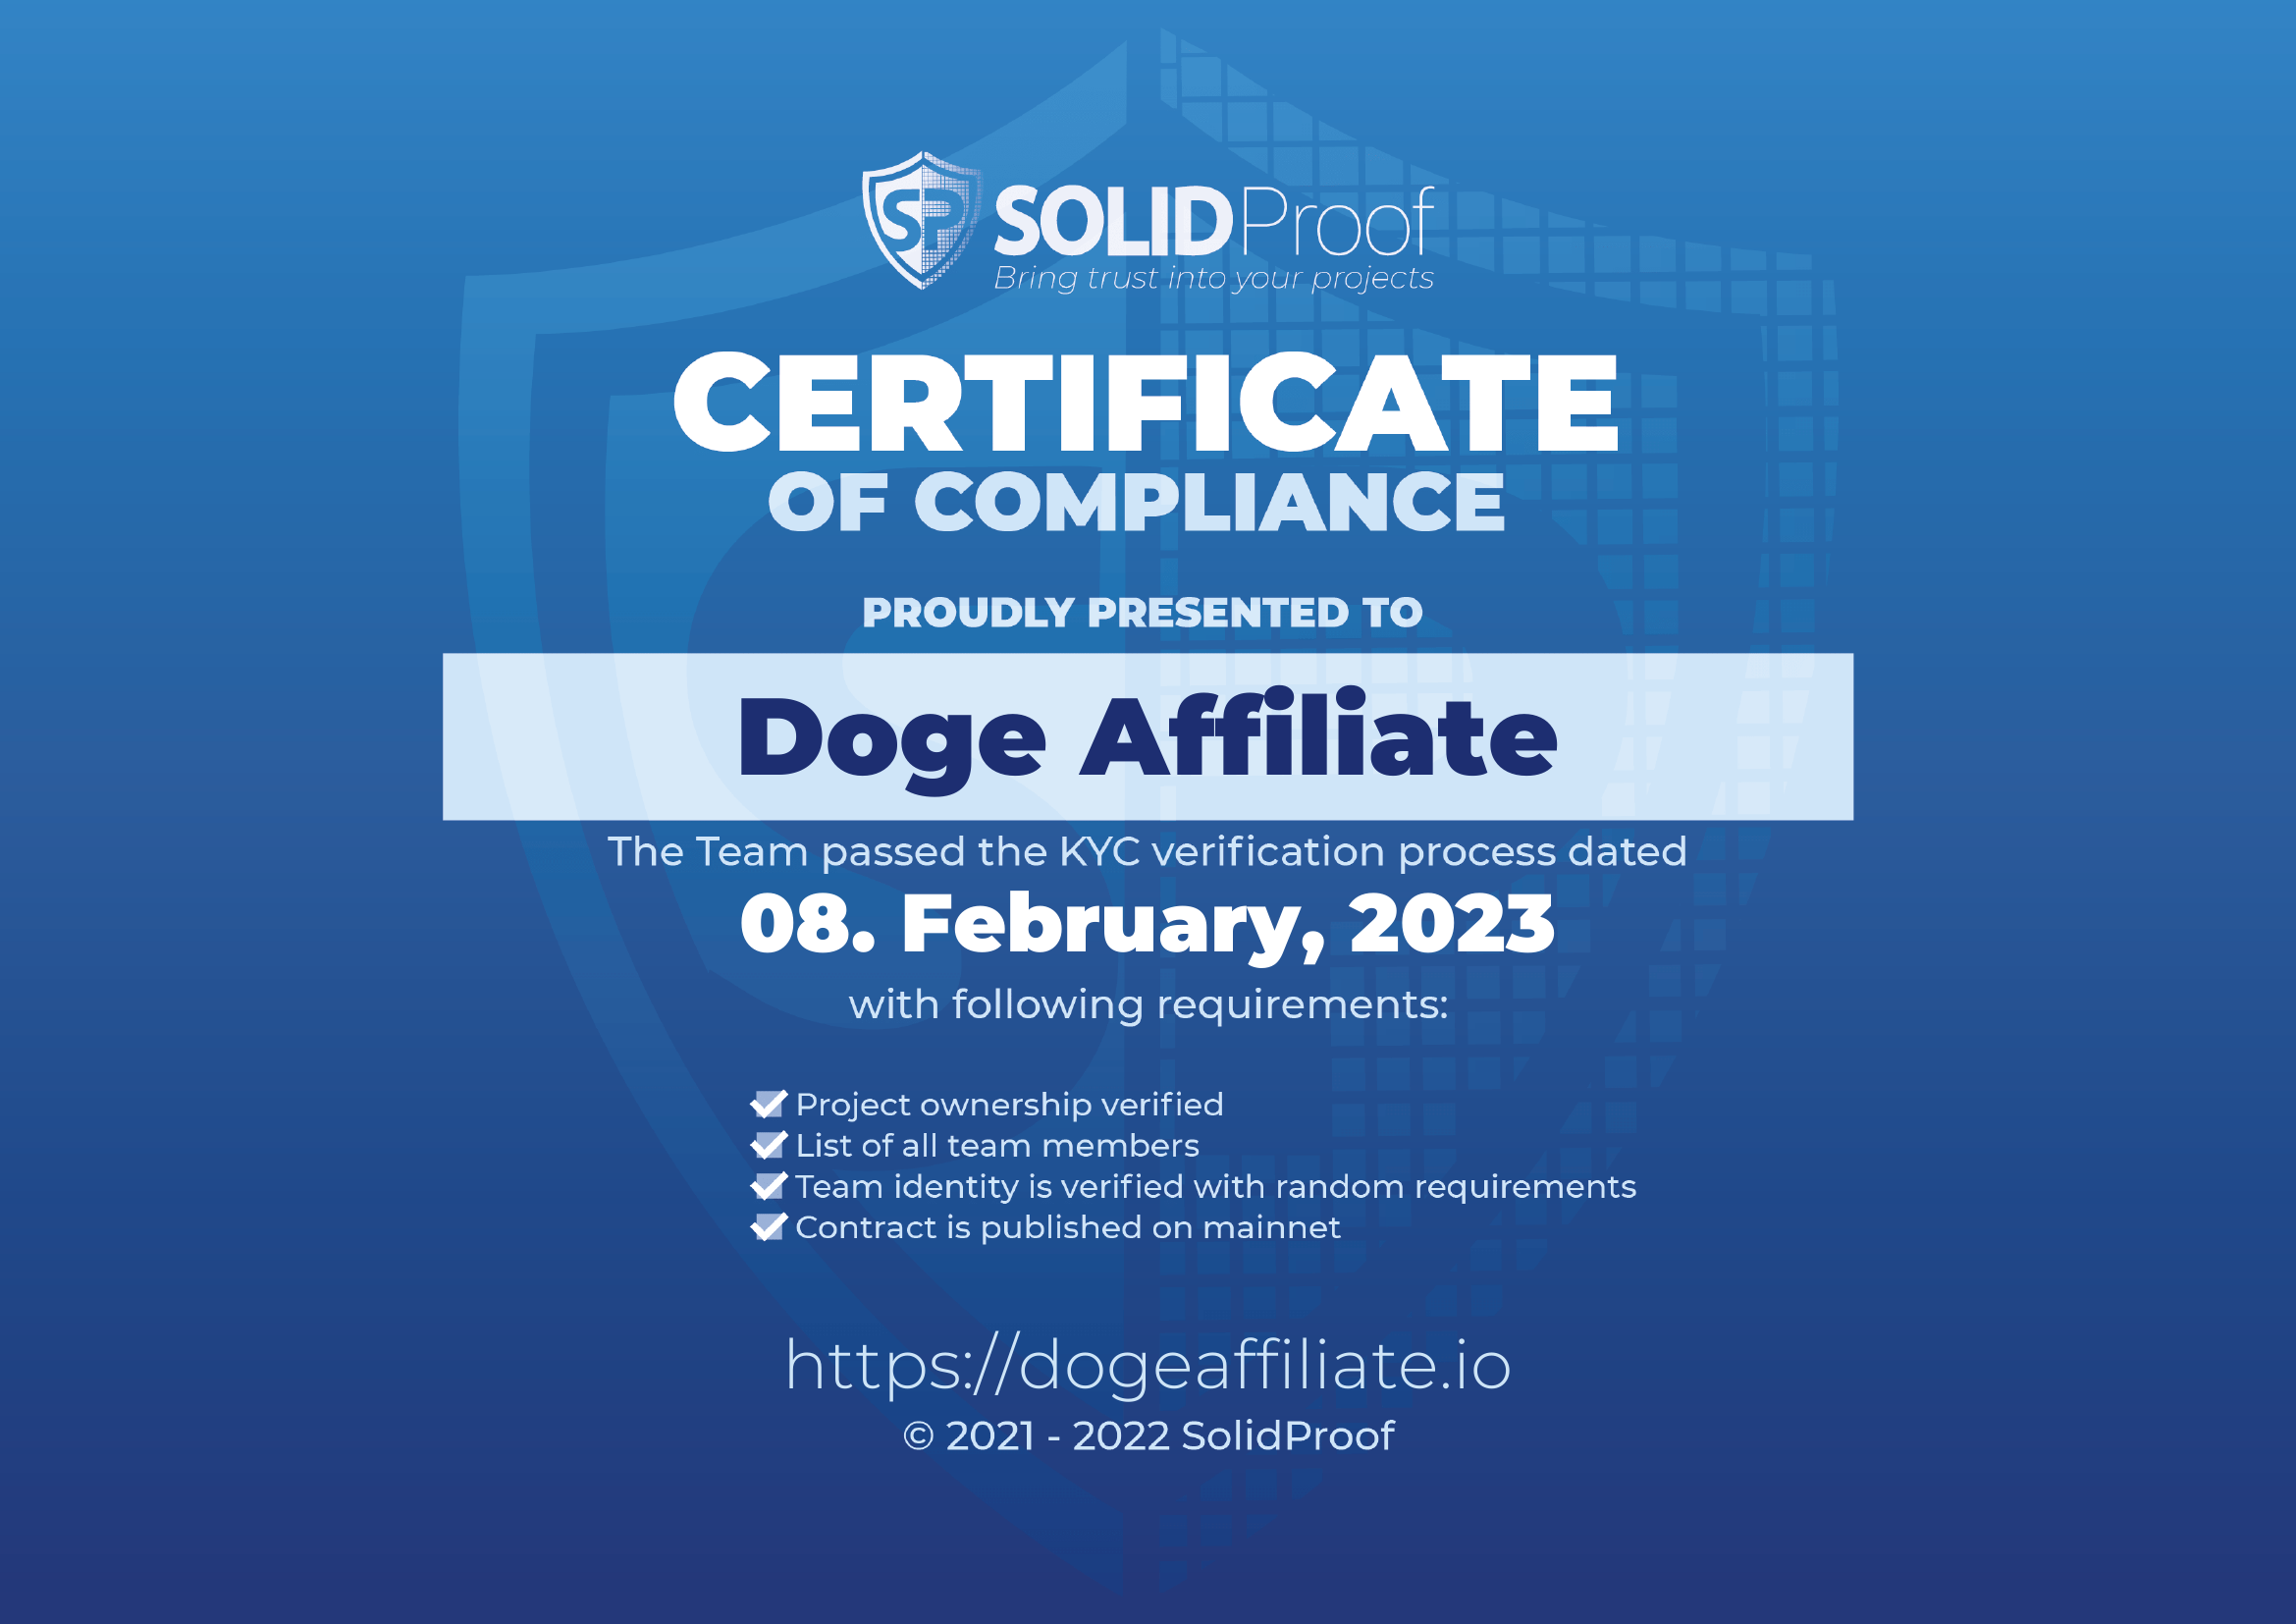 SP SOLIDProof
Bring trust into your projects
CERTIFICATE
OF COMPLIANCE
PROUDLY PRESENTED TO
Doge Affiliate
The Team passed the KYC verification process dated
08. February, 2023
with following requirements:
Project ownership verified
List of all team members
Team identity is verified with random requirements
Contract is published on mainnet
https://dogeaffiliate.io
© 2021 - 2022 SolidProof